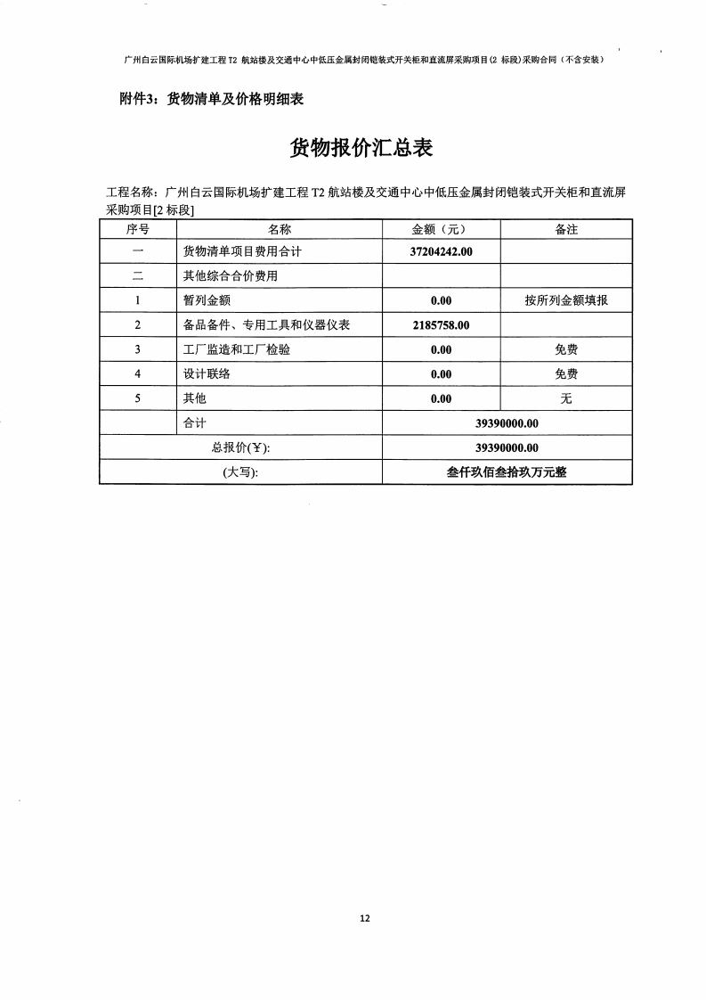 广州白云国际机场扩建工程 T2 航站楼及交通中心中低压金属封闭铠装式开关柜和直流屏采购项目(2 标段)采购合同（不含安装）
附件3：货物清单及价格明细表
货物报价汇总表
工程名称：广州白云国际机场扩建工程 T2 航站楼及交通中心中低压金属封闭铠装式开关柜和直流屏
采购项目[2 标段]
序号 名称 金额（元） 备注
一 货物清单项目费用合计 37204242.00
二 其他综合合价费用
1 暂列金额 0.00 按所列金额填报
2 备品备件、专用工具和仪器仪表 2185758.00
3 工厂监造和工厂检验 0.00 免费
4 设计联络 0.00 免费
5 其他 0.00 无
合计 39390000.00
总报价(￥): 39390000.00
(大写): 叁仟玖佰叁拾玖万元整
12